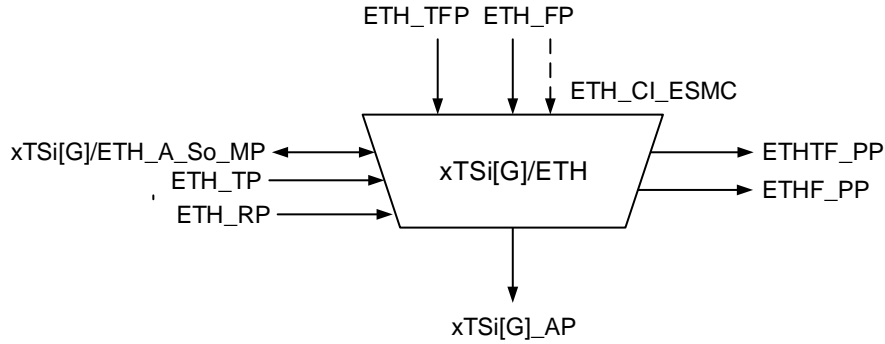 ETH_TFP ETH_FP
ETH_CI_ESMC
xTSi[G]/ETH_A_So_MP
xTSi[G]/ETH
ETHTF_PP
ETH_TP
ETHF_PP
ETH_RP
xTSi[G]_AP